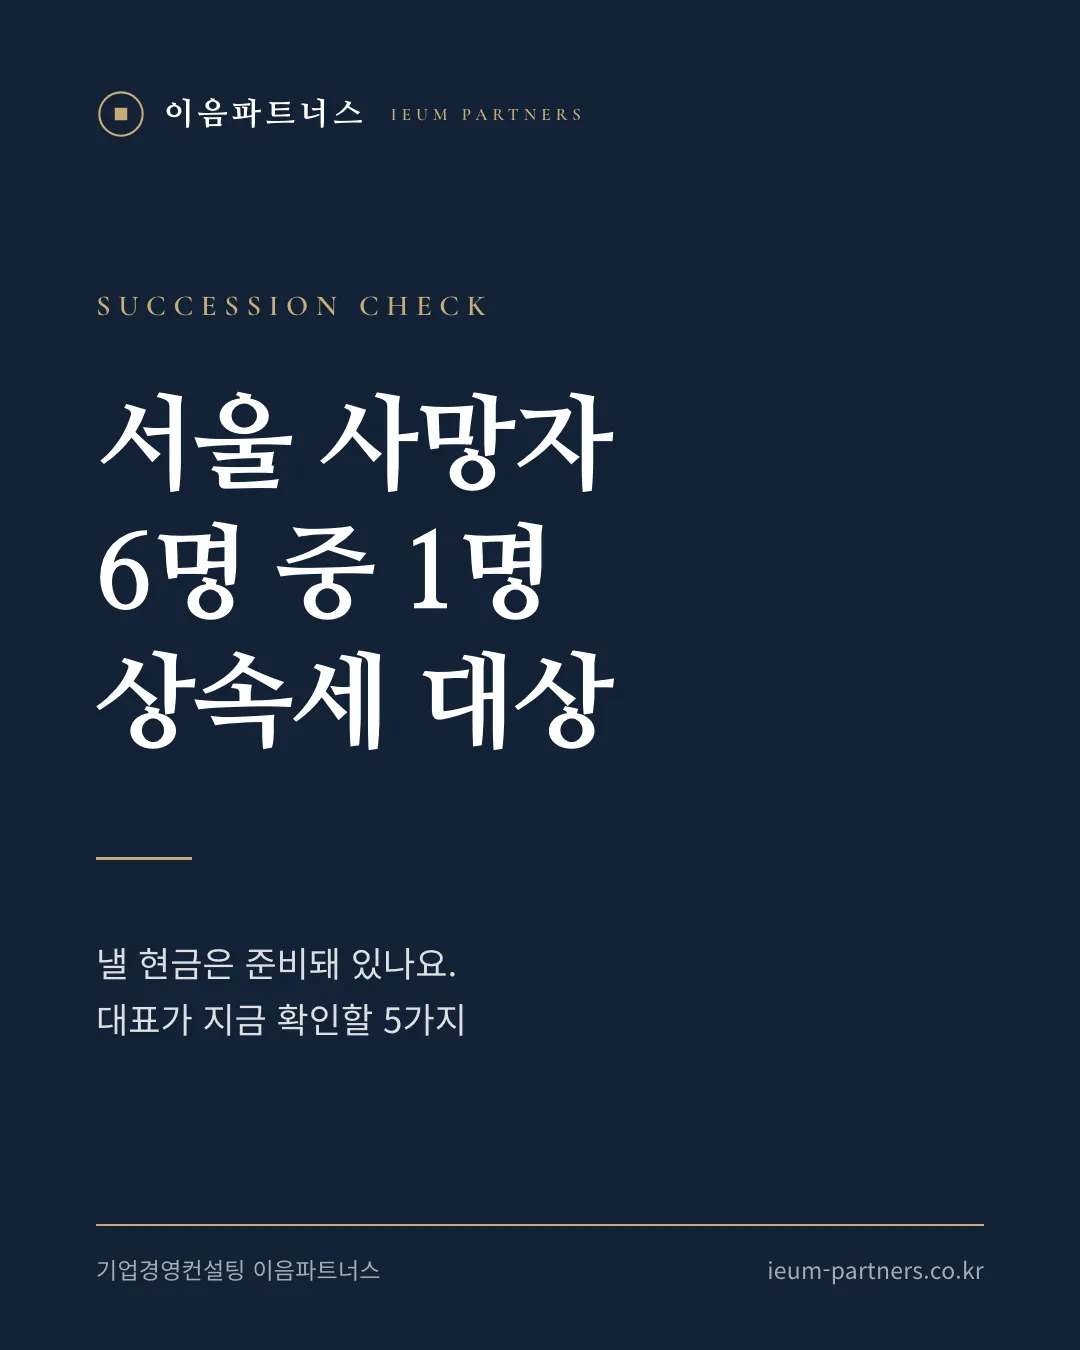 이음파트너스 IEUM PARTNERS
SUCCESSION CHECK
서울 사망자
6명 중 1명
상속세 대상
낼 현금은 준비돼 있나요.
대표가 지금 확인할 5가지
기업경영컨설팅 이음파트너스 ieum-partners.co.kr